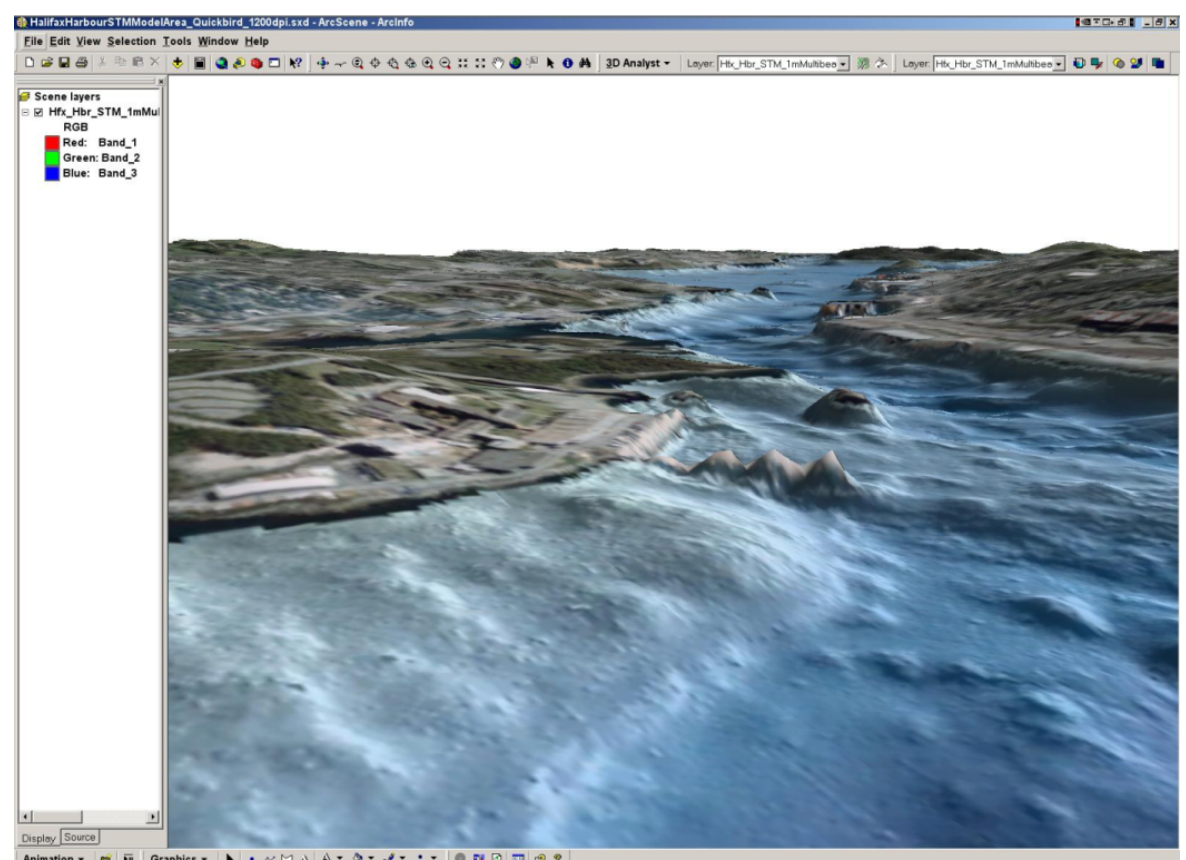 HalifaxHarbourSTMModelArea_Quickbird_1200dpi.sxd - ArcScene - ArcInfo
File Edit View Selection Tools Window Help
3D Analyst Layer: Hfx_Hbr_STM_1mMultibea Layer: Hfx_Hbr_STM_1mMultibea
Scene layers
Hfx_Hbr_STM_1mMul
RGB
Red: Band_1
Green: Band_2
Blue: Band_3
Display Source
Animation Graphics